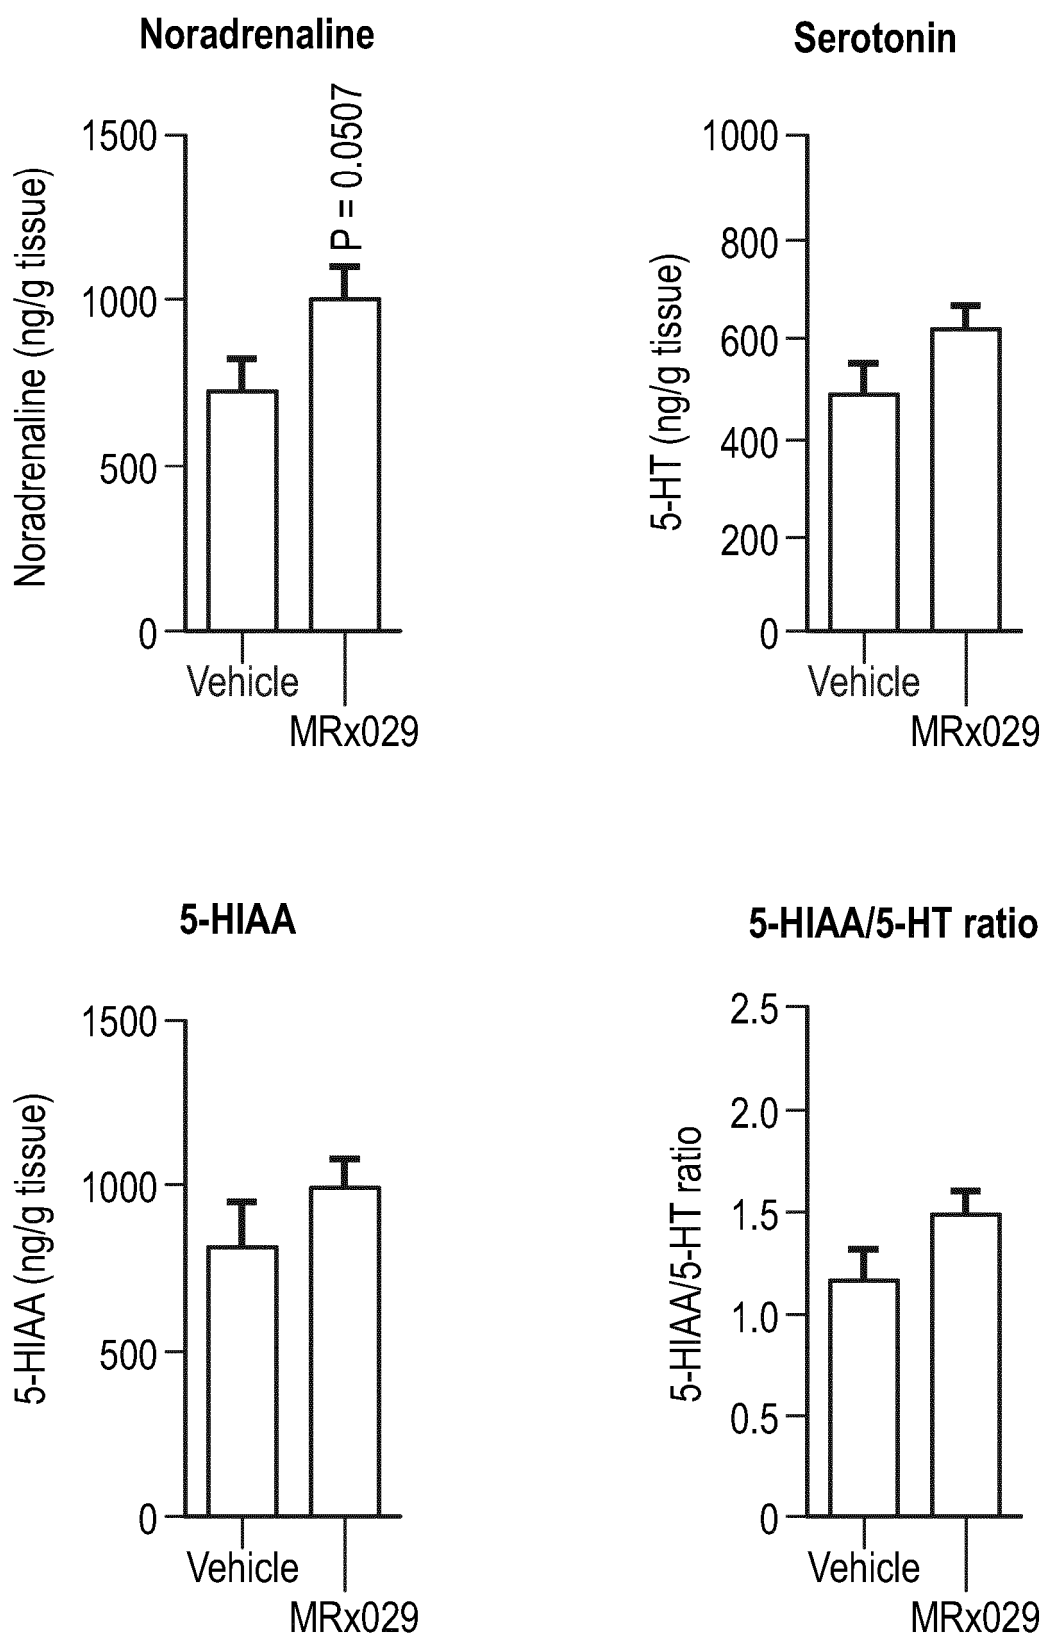 Noradrenaline
Noradrenaline (ng/g tissue)
1500
1000
500
0
P = 0.0507
Vehicle
MRx029
Serotonin
5-HT (ng/g tissue)
1000
800
600
400
200
0
Vehicle
MRx029
5-HIAA
5-HIAA (ng/g tissue)
1500
1000
500
0
Vehicle
MRx029
5-HIAA/5-HT ratio
5-HIAA/5-HT ratio
2.5
2.0
1.5
1.0
0.5
0
Vehicle
MRx029